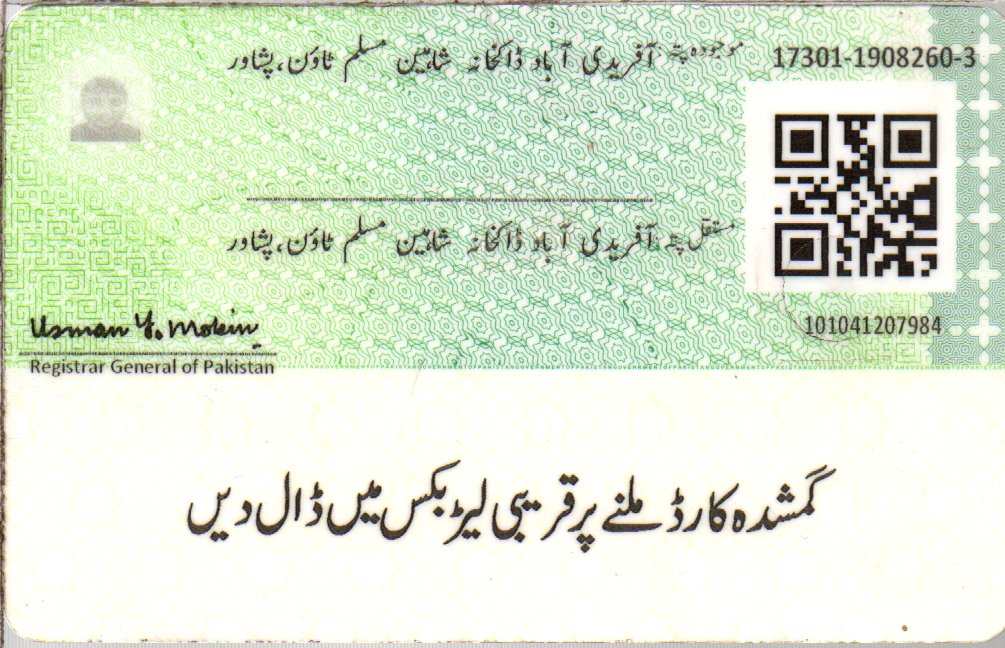 17301-1908260-3
موجودہ پتہ آفریدی آباد ڈاکخانہ شاہین مسلم ٹاؤن، پشاور
مستقل پتہ آفریدی آباد ڈاکخانہ شاہین مسلم ٹاؤن، پشاور
101041207984
Usman Y. Mobin
Registrar General of Pakistan
گمشدہ کارڈ ملنے پر قریبی لیٹر بکس میں ڈال دیں